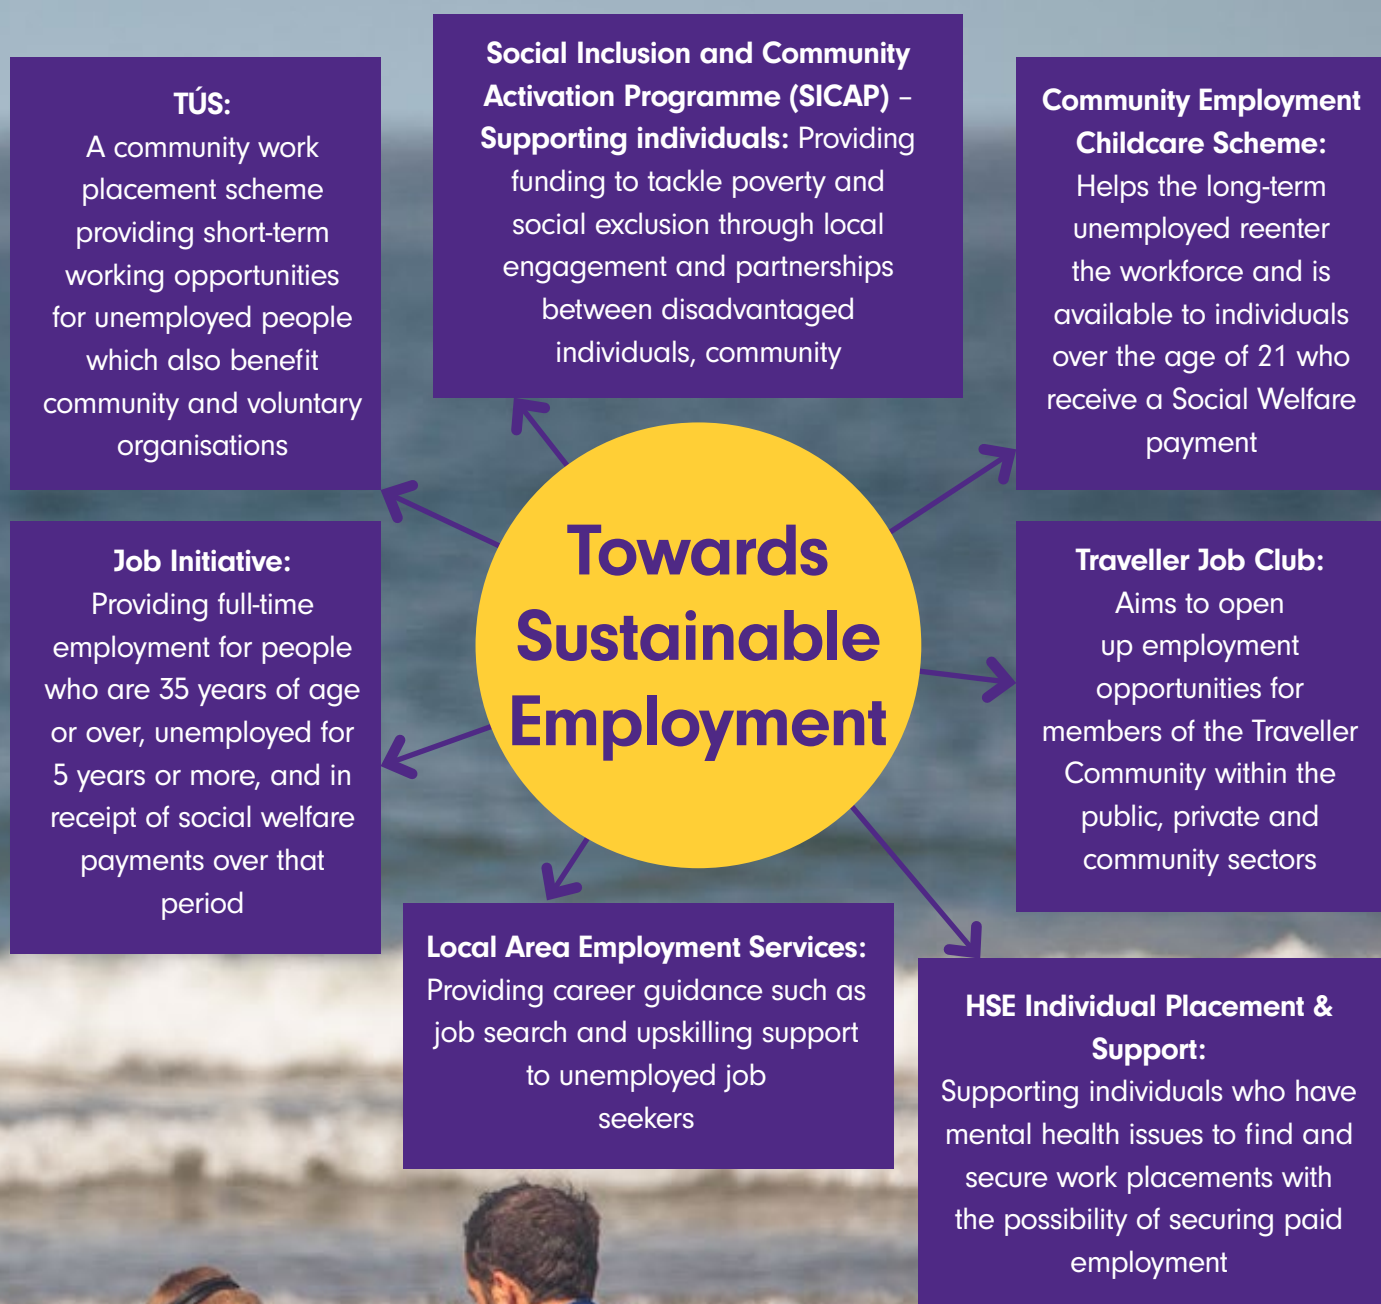 TÚS:
A community work
placement scheme
providing short-term
working opportunities
for unemployed people
which also benefit
community and voluntary
organisations
Social Inclusion and Community
Activation Programme (SICAP) –
Supporting individuals: Providing
funding to tackle poverty and
social exclusion through local
engagement and partnerships
between disadvantaged
individuals, community
Community Employment
Childcare Scheme:
Helps the long-term
unemployed reenter
the workforce and is
available to individuals
over the age of 21 who
receive a Social Welfare
payment
Towards
Sustainable
Employment
Job Initiative:
Providing full-time
employment for people
who are 35 years of age
or over, unemployed for
5 years or more, and in
receipt of social welfare
payments over that
period
Traveller Job Club:
Aims to open
up employment
opportunities for
members of the Traveller
Community within the
public, private and
community sectors
Local Area Employment Services:
Providing career guidance such as
job search and upskilling support
to unemployed job
seekers
HSE Individual Placement &
Support:
Supporting individuals who have
mental health issues to find and
secure work placements with
the possibility of securing paid
employment